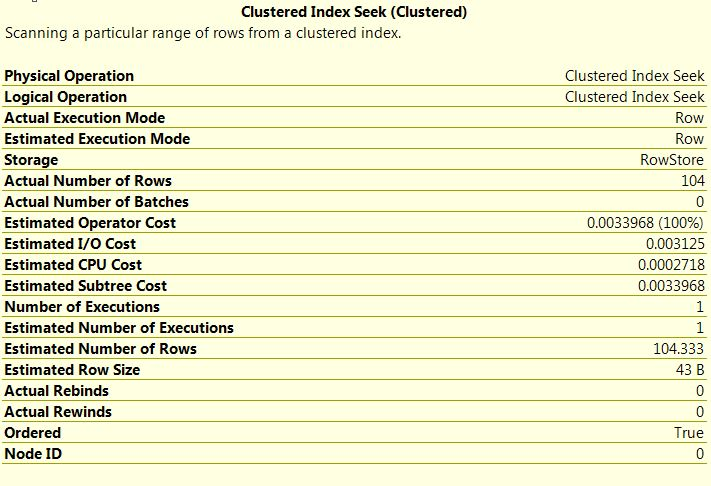 Clustered Index Seek (Clustered)
Scanning a particular range of rows from a clustered index.
Physical Operation Clustered Index Seek
Logical Operation Clustered Index Seek
Actual Execution Mode Row
Estimated Execution Mode Row
Storage RowStore
Actual Number of Rows 104
Actual Number of Batches 0
Estimated Operator Cost 0.0033968 (100%)
Estimated I/O Cost 0.003125
Estimated CPU Cost 0.0002718
Estimated Subtree Cost 0.0033968
Number of Executions 1
Estimated Number of Executions 1
Estimated Number of Rows 104.333
Estimated Row Size 43 B
Actual Rebinds 0
Actual Rewinds 0
Ordered True
Node ID 0